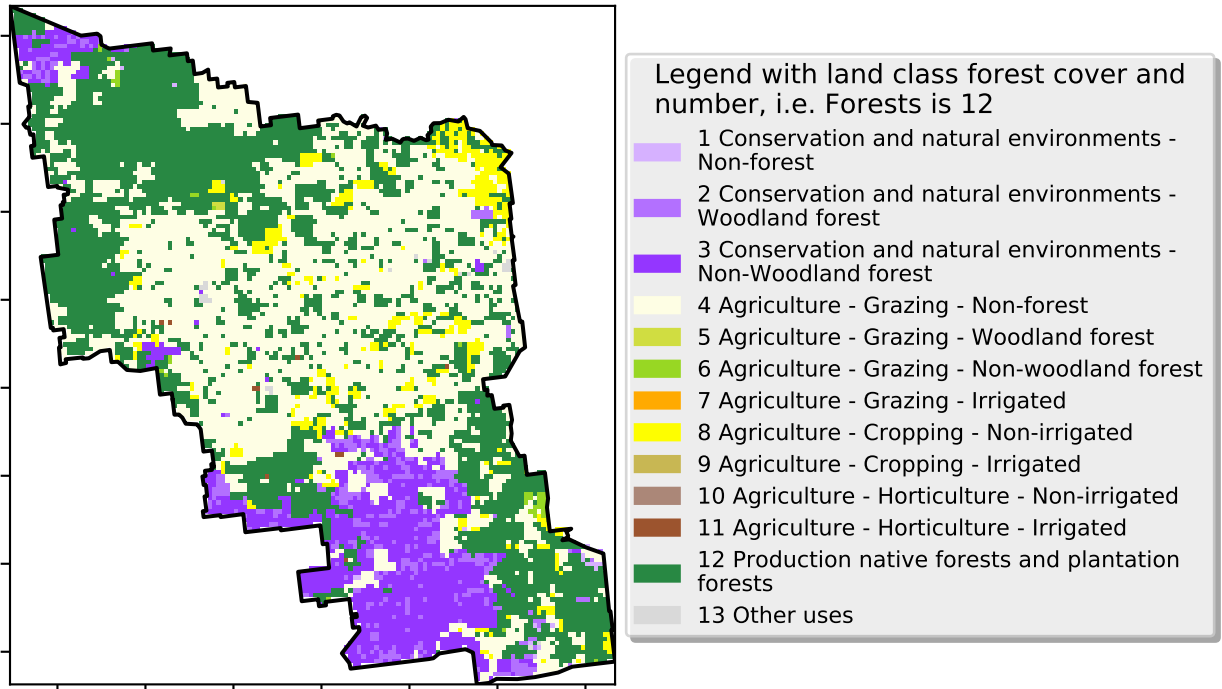 Legend with land class forest cover and
number, i.e. Forests is 12
1 Conservation and natural environments -
Non-forest
2 Conservation and natural environments -
Woodland forest
3 Conservation and natural environments -
Non-Woodland forest
4 Agriculture - Grazing - Non-forest
5 Agriculture - Grazing - Woodland forest
6 Agriculture - Grazing - Non-woodland forest
7 Agriculture - Grazing - Irrigated
8 Agriculture - Cropping - Non-irrigated
9 Agriculture - Cropping - Irrigated
10 Agriculture - Horticulture - Non-irrigated
11 Agriculture - Horticulture - Irrigated
12 Production native forests and plantation
forests
13 Other uses